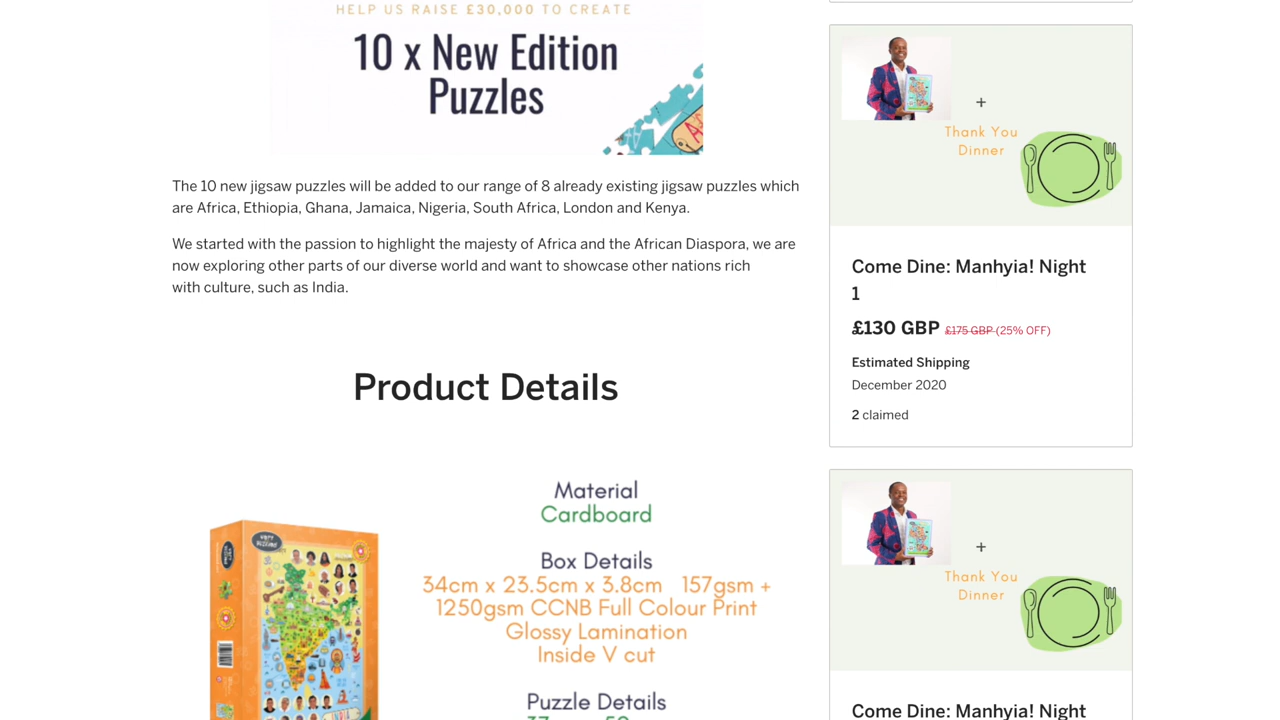 HELP US RAISE £30,000 TO CREATE
10 x New Edition
Puzzles
The 10 new jigsaw puzzles will be added to our range of 8 already existing jigsaw puzzles which
are Africa, Ethiopia, Ghana, Jamaica, Nigeria, South Africa, London and Kenya.
We started with the passion to highlight the majesty of Africa and the African Diaspora, we are
now exploring other parts of our diverse world and want to showcase other nations rich
with culture, such as India.
Product Details
Material
Cardboard
Box Details
34cm x 23.5cm x 3.8cm 157gsm +
1250gsm CCNB Full Colour Print
Glossy Lamination
Inside V cut
Puzzle Details
+
Thank You
Dinner
Come Dine: Manhyia! Night
1
£130 GBP £175 GBP (25% OFF)
Estimated Shipping
December 2020
2 claimed
+
Thank You
Dinner
Come Dine: Manhyia! Night